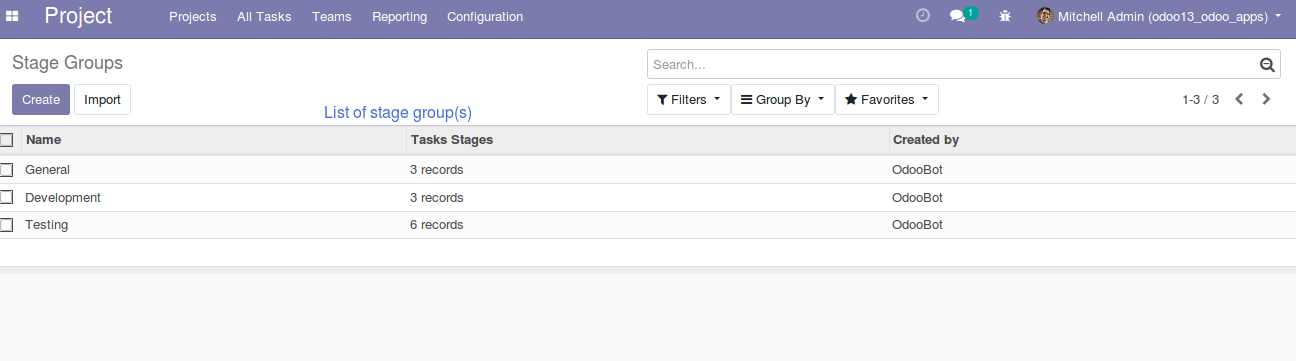 Project Projects All Tasks Teams Reporting Configuration 1 Mitchell Admin (odoo13_odoo_apps)
Stage Groups Search...
Create Import List of stage group(s) Filters Group By Favorites 1-3 / 3
Name Tasks Stages Created by
General 3 records OdooBot
Development 3 records OdooBot
Testing 6 records OdooBot